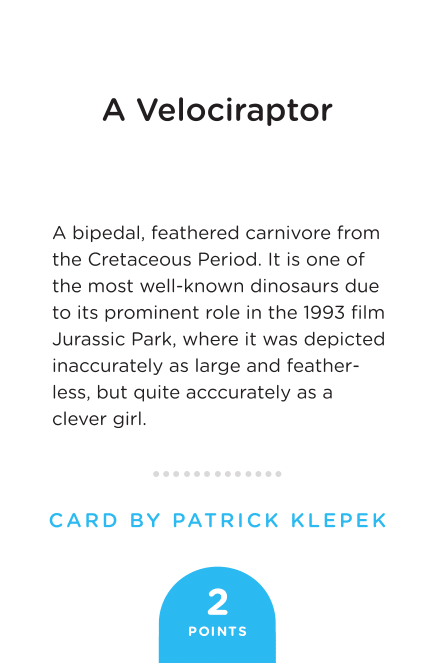 A Velociraptor
A bipedal, feathered carnivore from
the Cretaceous Period. It is one of
the most well-known dinosaurs due
to its prominent role in the 1993 film
Jurassic Park, where it was depicted
inaccurately as large and feather-
less, but quite acccurately as a
clever girl.
CARD BY PATRICK KLEPEK
2
POINTS